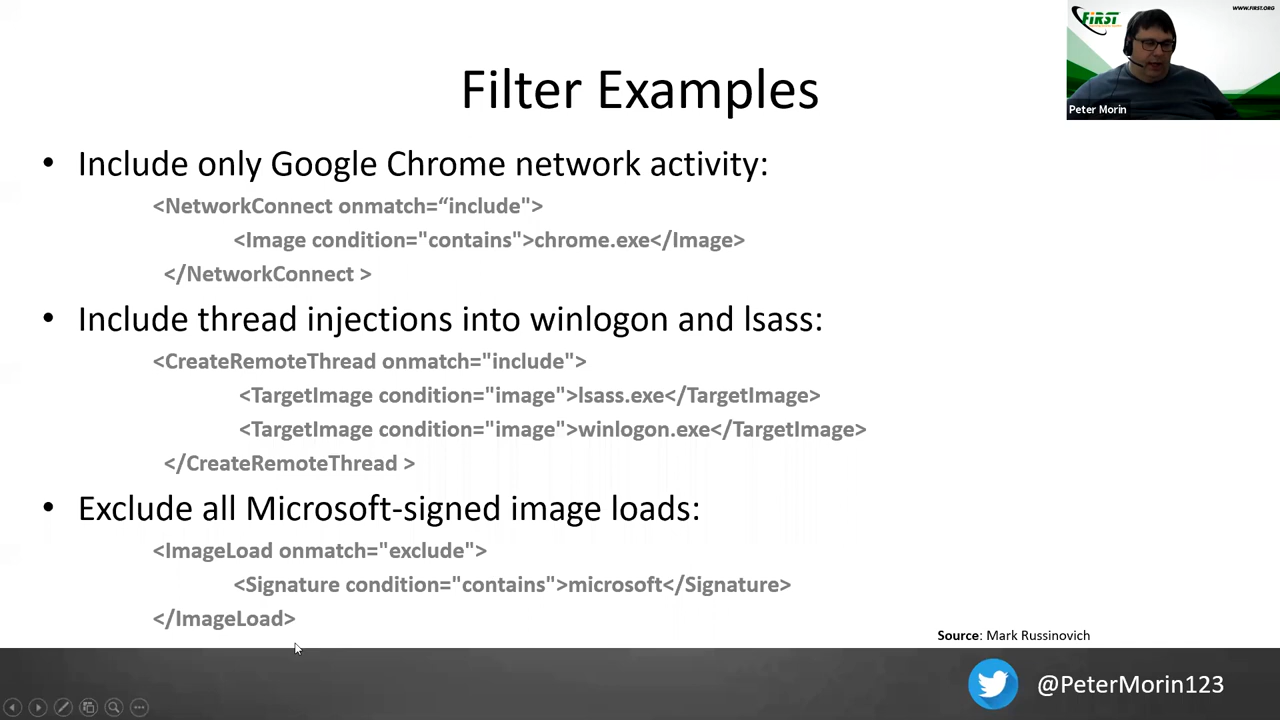 WWW.FIRST.ORG
FIRST
Peter Morin
Filter Examples
• Include only Google Chrome network activity:
<NetworkConnect onmatch=“include">
<Image condition="contains">chrome.exe</Image>
</NetworkConnect >
• Include thread injections into winlogon and lsass:
<CreateRemoteThread onmatch="include">
<TargetImage condition="image">lsass.exe</TargetImage>
<TargetImage condition="image">winlogon.exe</TargetImage>
</CreateRemoteThread >
• Exclude all Microsoft-signed image loads:
<ImageLoad onmatch="exclude">
<Signature condition="contains">microsoft</Signature>
</ImageLoad>
Source: Mark Russinovich
@PeterMorin123